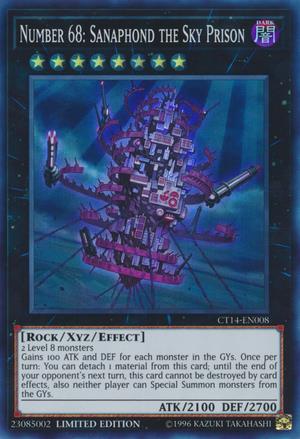 NUMBER 68: SANAPHOND THE SKY PRISON
DARK
闇
CT14-EN008
[ROCK/XYZ/EFFECT]
2 Level 8 monsters
Gains 100 ATK and DEF for each monster in the GYs. Once per
turn: You can detach 1 material from this card; until the end of
your opponent's next turn, this card cannot be destroyed by card
effects, also neither player can Special Summon monsters from
the GYs.
ATK/2100 DEF/2700
23085002 LIMITED EDITION ©1996 KAZUKI TAKAHASHI